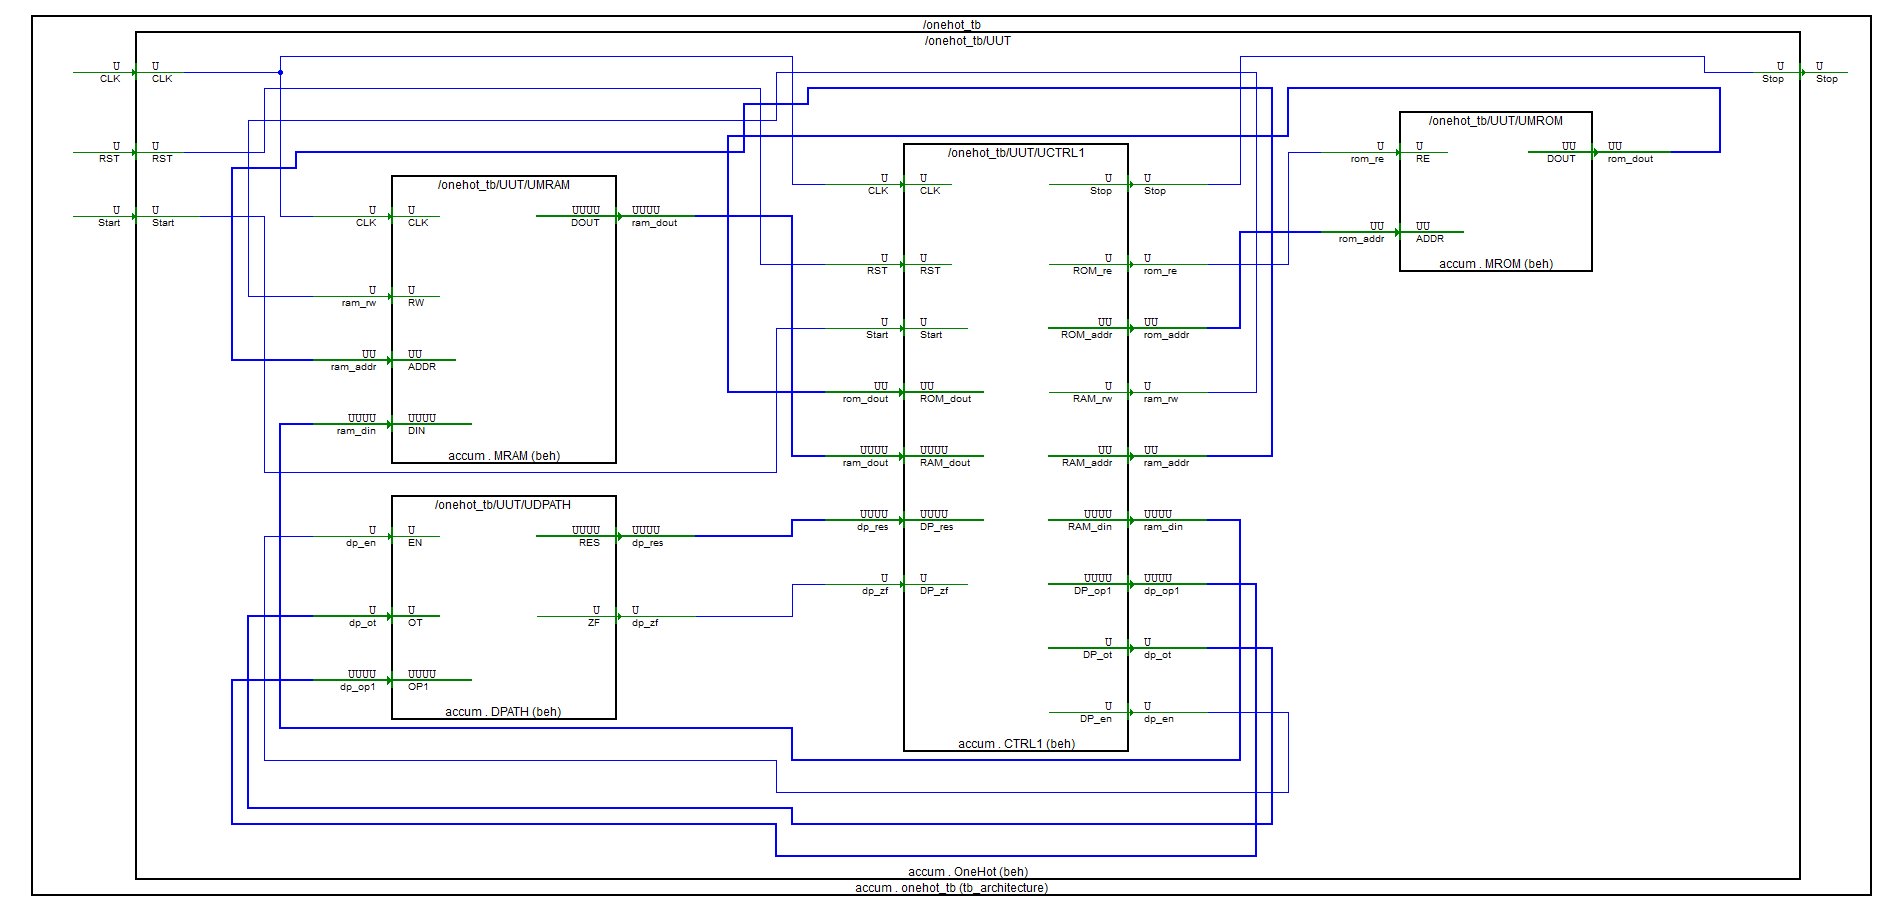 /onehot_tb
/onehot_tb/UUT
U U
CLK CLK
U U
RST RST
U U
Start Start
U U
Stop Stop
/onehot_tb/UUT/UMRAM
U U
CLK CLK
U U
ram_rw RW
UU UU
ram_addr ADDR
UUUU UUUU
ram_din DIN
UUUU UUUU
DOUT ram_dout
accum . MRAM (beh)
/onehot_tb/UUT/UDPATH
U U
dp_en EN
U U
dp_ot OT
UUUU UUUU
dp_op1 OP1
UUUU UUUU
RES dp_res
U U
ZF dp_zf
accum . DPATH (beh)
/onehot_tb/UUT/UCTRL1
U U
CLK CLK
U U
RST RST
U U
Start Start
UU UU
rom_dout ROM_dout
UUUU UUUU
ram_dout RAM_dout
UUUU UUUU
dp_res DP_res
U U
dp_zf DP_zf
U U
Stop Stop
U U
ROM_re rom_re
UU UU
ROM_addr rom_addr
U U
RAM_rw ram_rw
UU UU
RAM_addr ram_addr
UUUU UUUU
RAM_din ram_din
UUUU UUUU
DP_op1 dp_op1
U U
DP_ot dp_ot
U U
DP_en dp_en
accum . CTRL1 (beh)
/onehot_tb/UUT/UMROM
U U
rom_re RE
UU UU
rom_addr ADDR
UU UU
DOUT rom_dout
accum . MROM (beh)
accum . OneHot (beh)
accum . onehot_tb (tb_architecture)